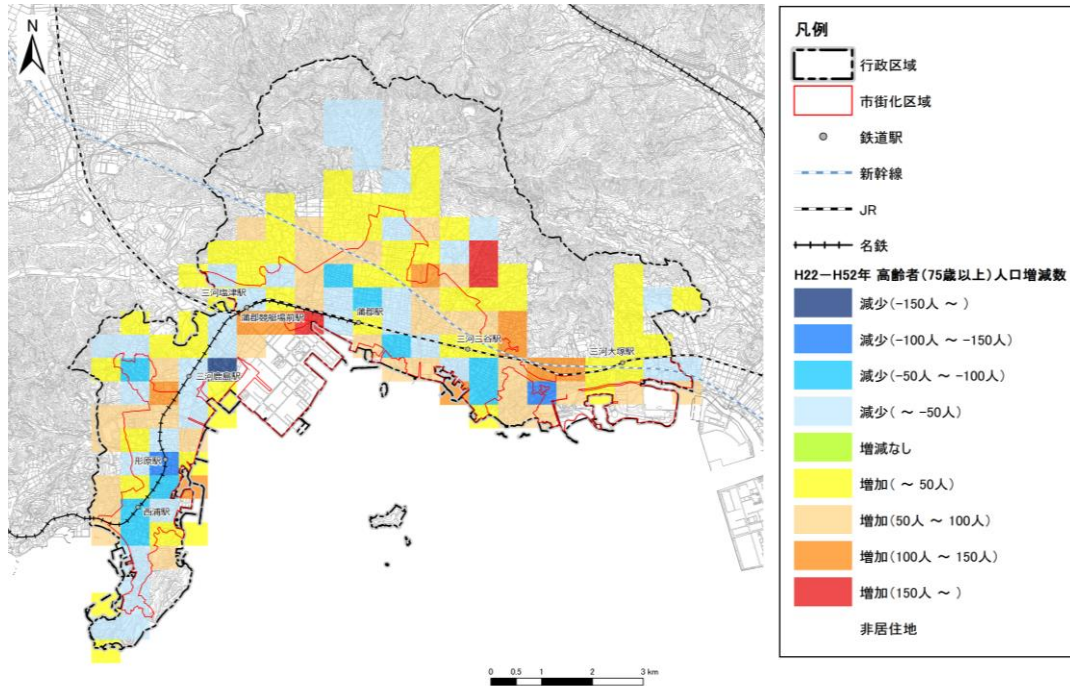 N
三河塩津駅
蒲郡競艇場前駅
蒲郡駅
三河三谷駅
三河大塚駅
三河鹿島駅
形原駅
西浦駅
0 0.5 1 2 3 km
凡例
行政区域
市街化区域
鉄道駅
新幹線
JR
名鉄
H22－H52年 高齢者(75歳以上)人口増減数
減少(-150人 ～ )
減少(-100人 ～ -150人)
減少(-50人 ～ -100人)
減少( ～ -50人)
増減なし
増加( ～ 50人)
増加(50人 ～ 100人)
増加(100人 ～ 150人)
増加(150人 ～ )
非居住地